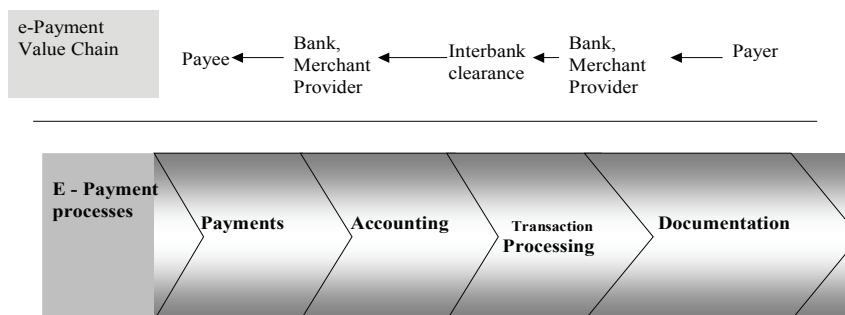 e-Payment
Value Chain
Payee
Bank,
Merchant
Provider
Interbank
clearance
Bank,
Merchant
Provider
Payer
E - Payment
processes
Payments
Accounting
Transaction
Processing
Documentation